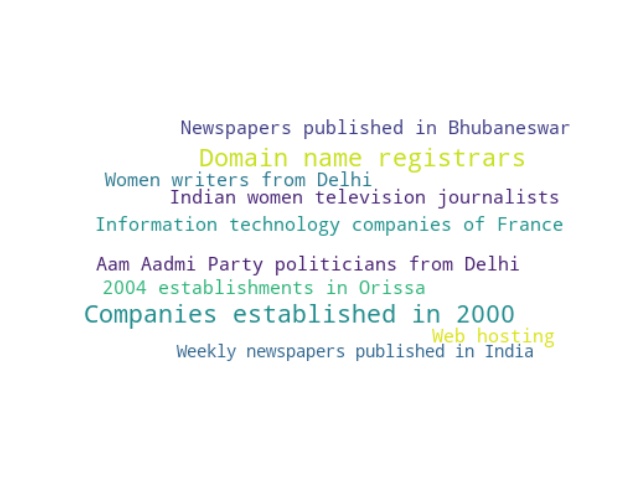 Newspapers published in Bhubaneswar
Domain name registrars
Women writers from Delhi
Indian women television journalists
Information technology companies of France
Aam Aadmi Party politicians from Delhi
2004 establishments in Orissa
Companies established in 2000
Web hosting
Weekly newspapers published in India